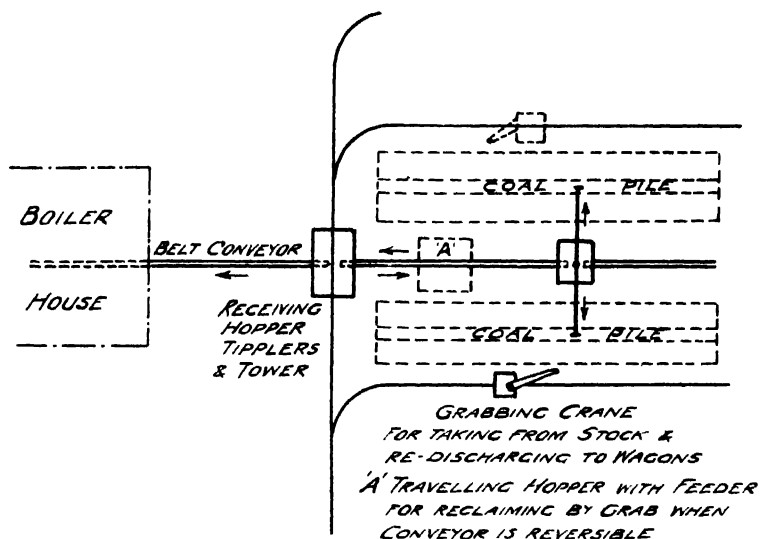 COAL PILE
BOILER
HOUSE
BELT CONVEYOR
'A'
RECEIVING
HOPPER
TIPPLERS
& TOWER
COAL PILE
GRABBING CRANE
FOR TAKING FROM STOCK &
RE-DISCHARGING TO WAGONS
'A' TRAVELLING HOPPER WITH FEEDER
FOR RECLAIMING BY GRAB WHEN
CONVEYOR IS REVERSIBLE